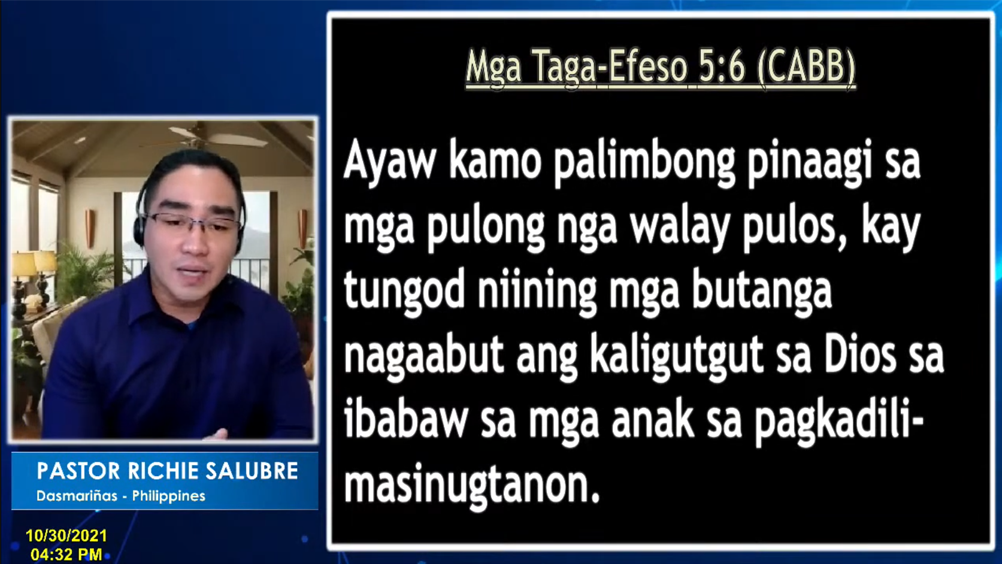 Mga Taga-Efeso 5:6 (CABB)
Ayaw kamo palimbong pinaagi sa
mga pulong nga walay pulos, kay
tungod niining mga butanga
nagaabut ang kaligutgut sa Dios sa
ibabaw sa mga anak sa pagkadili-
masinugtanon.
PASTOR RICHIE SALUBRE
Dasmariñas - Philippines
10/30/2021
04:32 PM